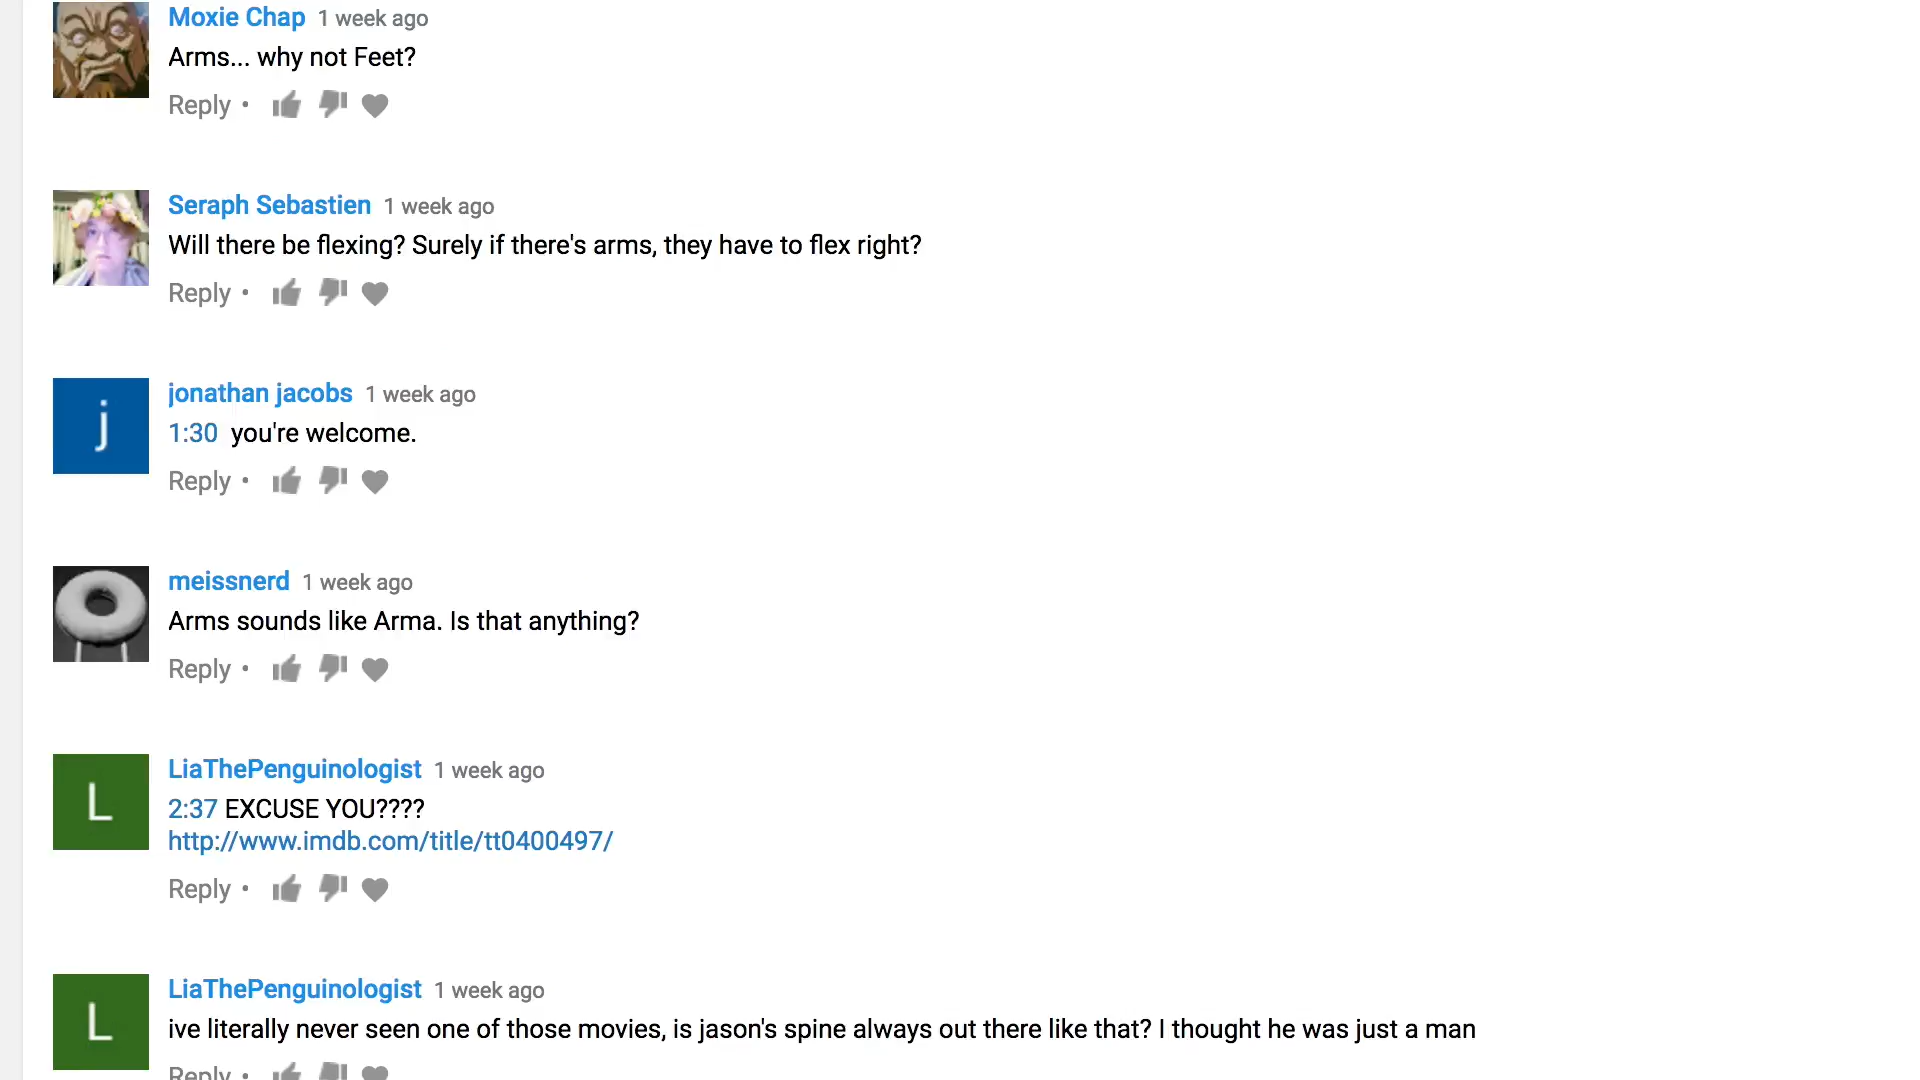 Moxie Chap 1 week ago
Arms... why not Feet?
Reply •
Seraph Sebastien 1 week ago
Will there be flexing? Surely if there's arms, they have to flex right?
Reply •
j
jonathan jacobs 1 week ago
1:30 you're welcome.
Reply •
meissnerd 1 week ago
Arms sounds like Arma. Is that anything?
Reply •
L
LiaThePenguinologist 1 week ago
2:37 EXCUSE YOU????
http://www.imdb.com/title/tt0400497/
Reply •
L
LiaThePenguinologist 1 week ago
ive literally never seen one of those movies, is jason's spine always out there like that? I thought he was just a man
Reply •